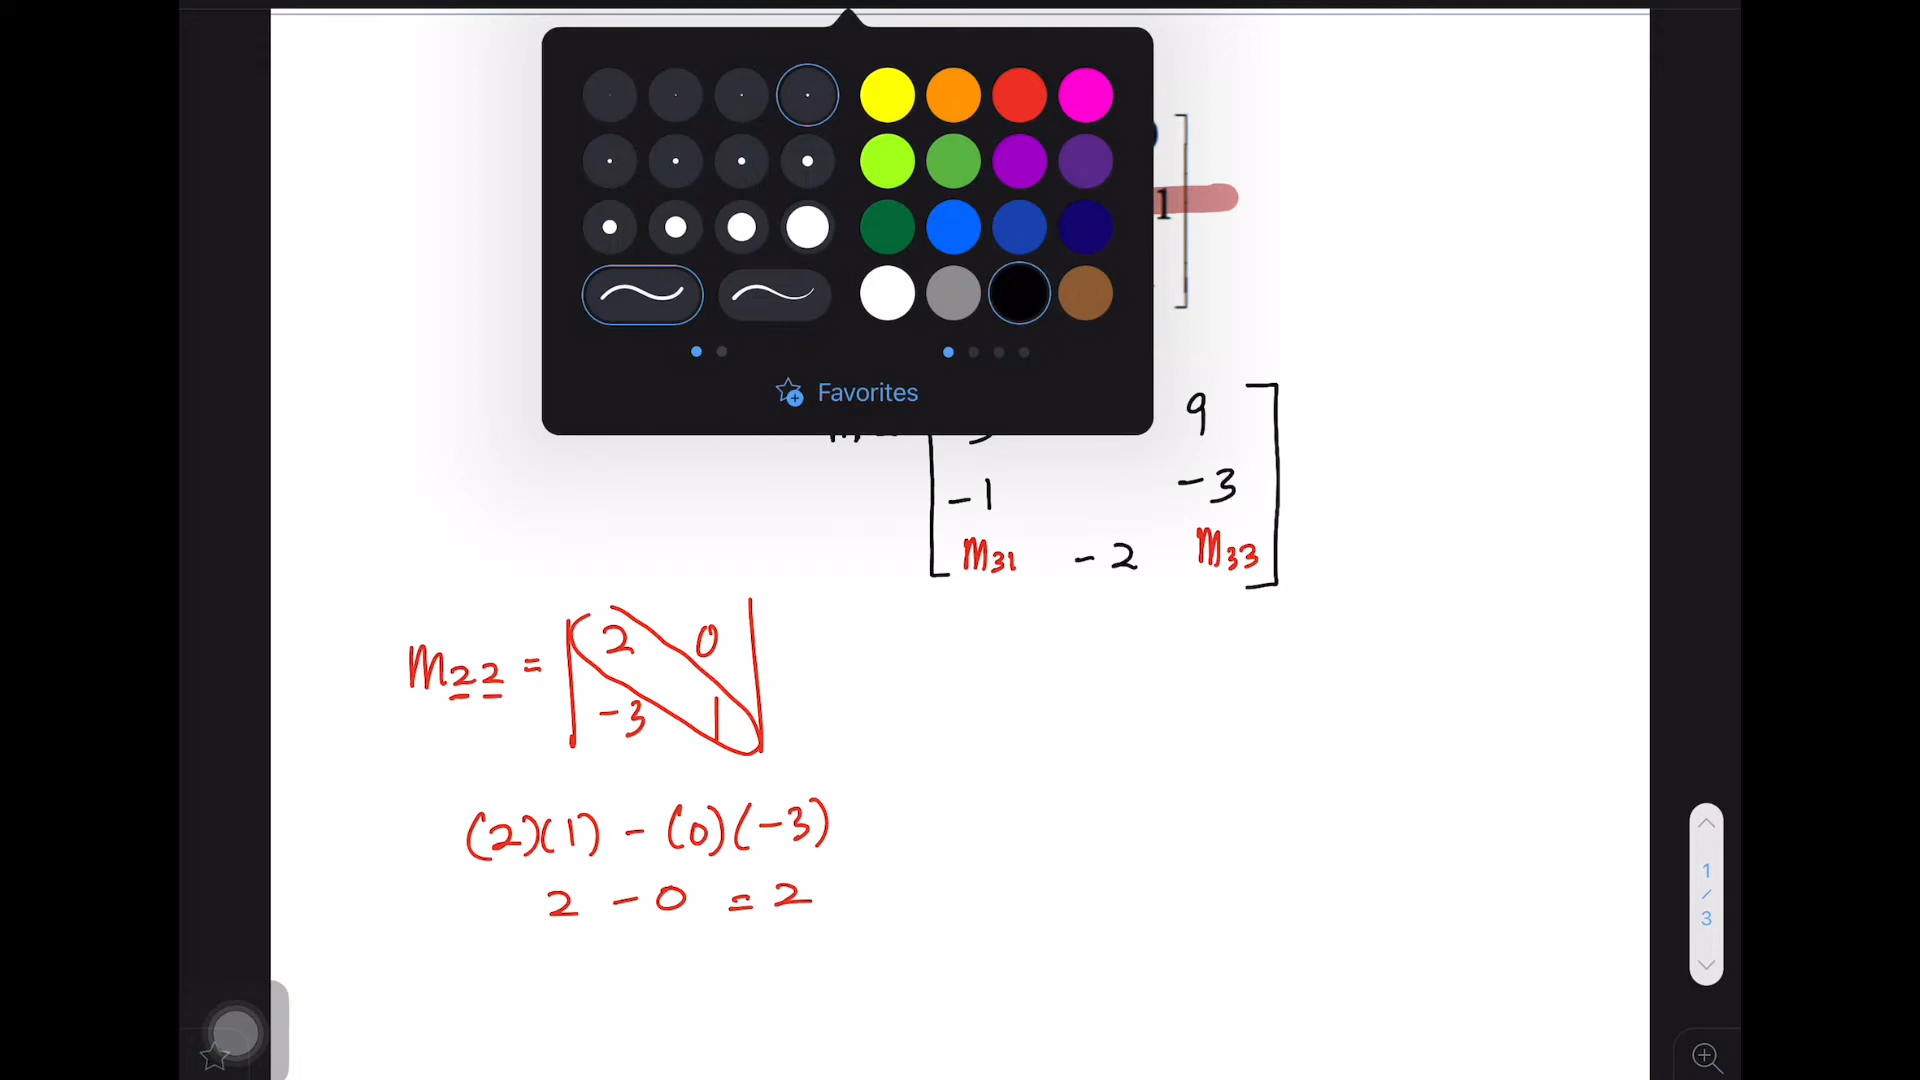 Favorites
1
9
-1 -3
m31 -2 m33
m22 = | 2 0
-3 1 |
(2)(1) - (0)(-3)
2 - 0 = 2
1
/
3